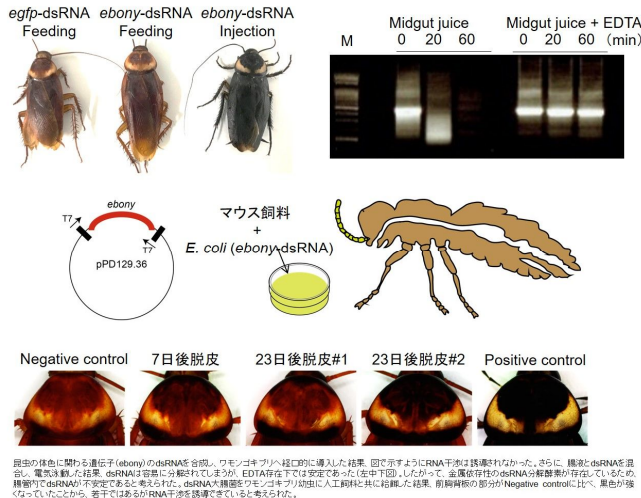 egfp-dsRNA Feeding
ebony-dsRNA Feeding
ebony-dsRNA Injection
Midgut juice
Midgut juice + EDTA
M 0 20 60 0 20 60 (min)
ebony
T7
T7
pPD129.36
マウス飼料
+
E. coli (ebony-dsRNA)
Negative control
7日後脱皮
23日後脱皮#1
23日後脱皮#2
Positive control
昆虫の体色に関わる遺伝子(ebony)のdsRNAを合成し、ワモンゴキブリへ経口的に導入した結果、図で示すようにRNA干渉は誘導されなかった。さらに、腸液とdsRNAを混
合し、電気泳動した結果、dsRNAは容易に分解されてしまうが、EDTA存在下では安定であった(左中下図)。したがって、金属依存性のdsRNA分解酵素が存在しているため、
腸管内でdsRNAが不安定であると考えられた。dsRNA大腸菌をワモンゴキブリ幼虫に人工飼料と共に給餌した結果、前胸背板の部分がNegative controlに比べ、黒色が強
くなっていたことから、若干ではあるがRNA干渉を誘導できていると考えられた。